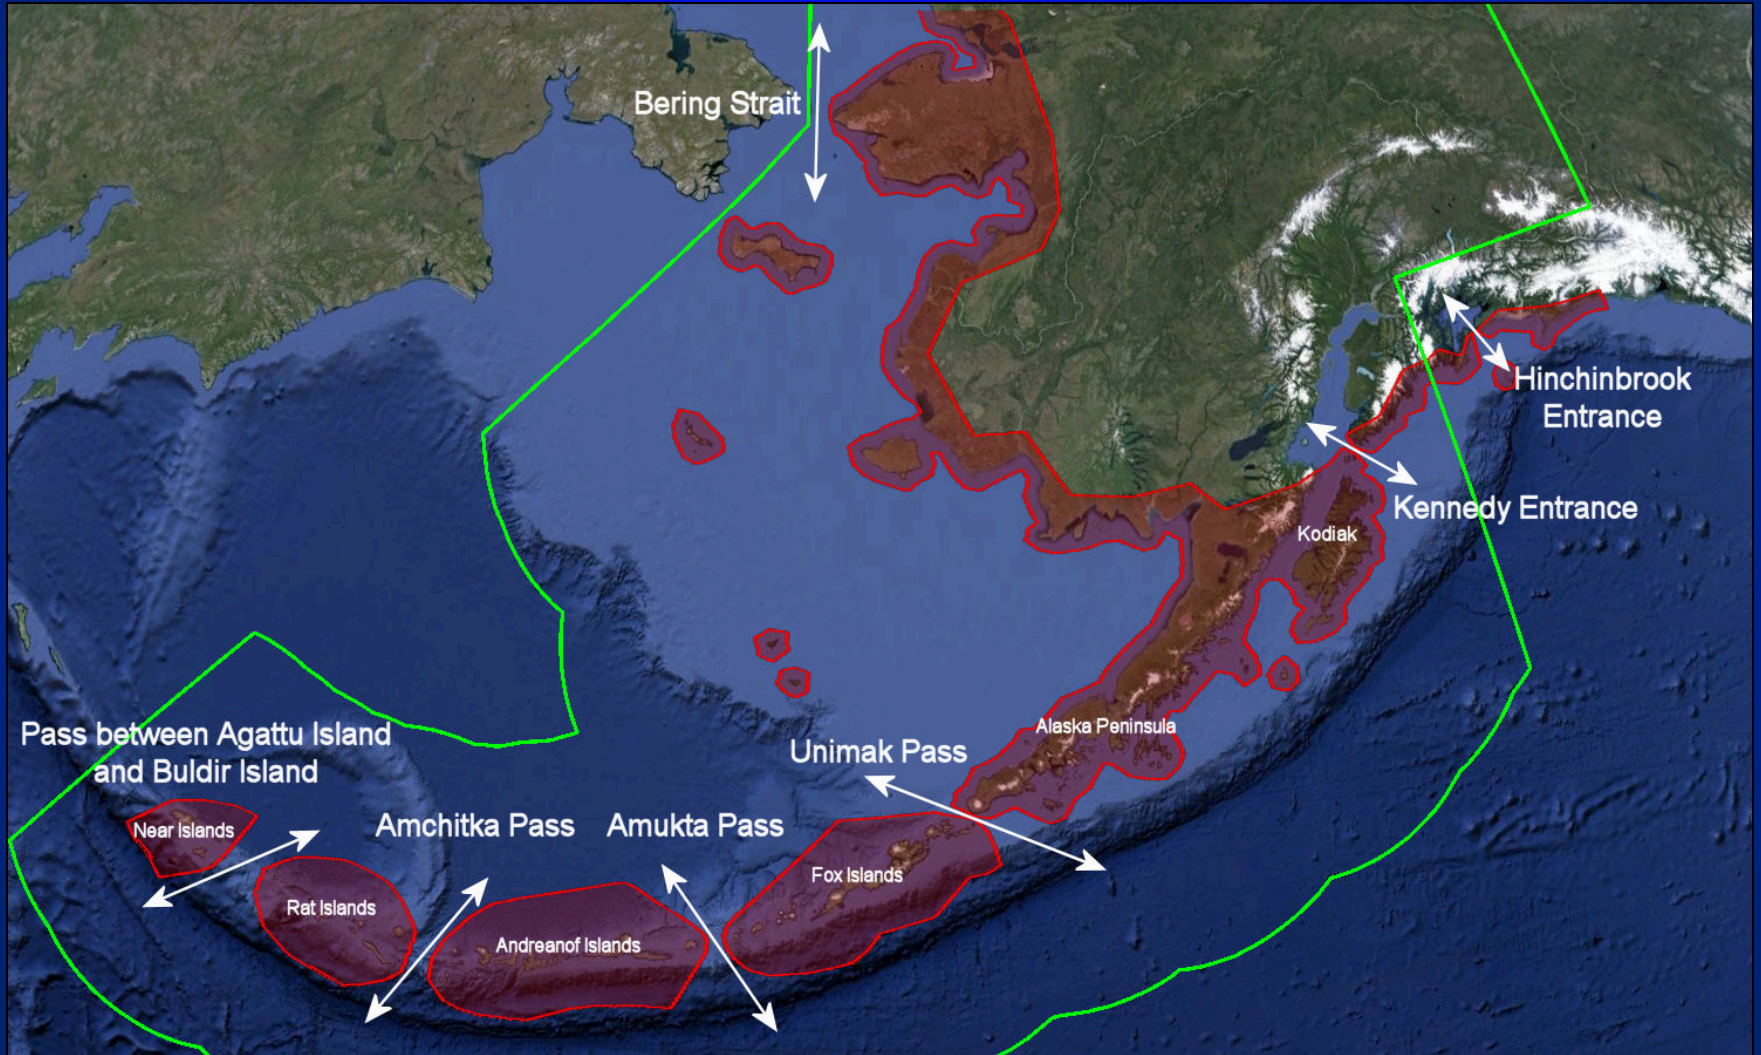 Bering Strait
Hinchinbrook
Entrance
Kennedy Entrance
Kodiak
Alaska Peninsula
Pass between Agattu Island
and Buldir Island
Unimak Pass
Near Islands
Amchitka Pass
Amukta Pass
Fox Islands
Rat Islands
Andreanof Islands